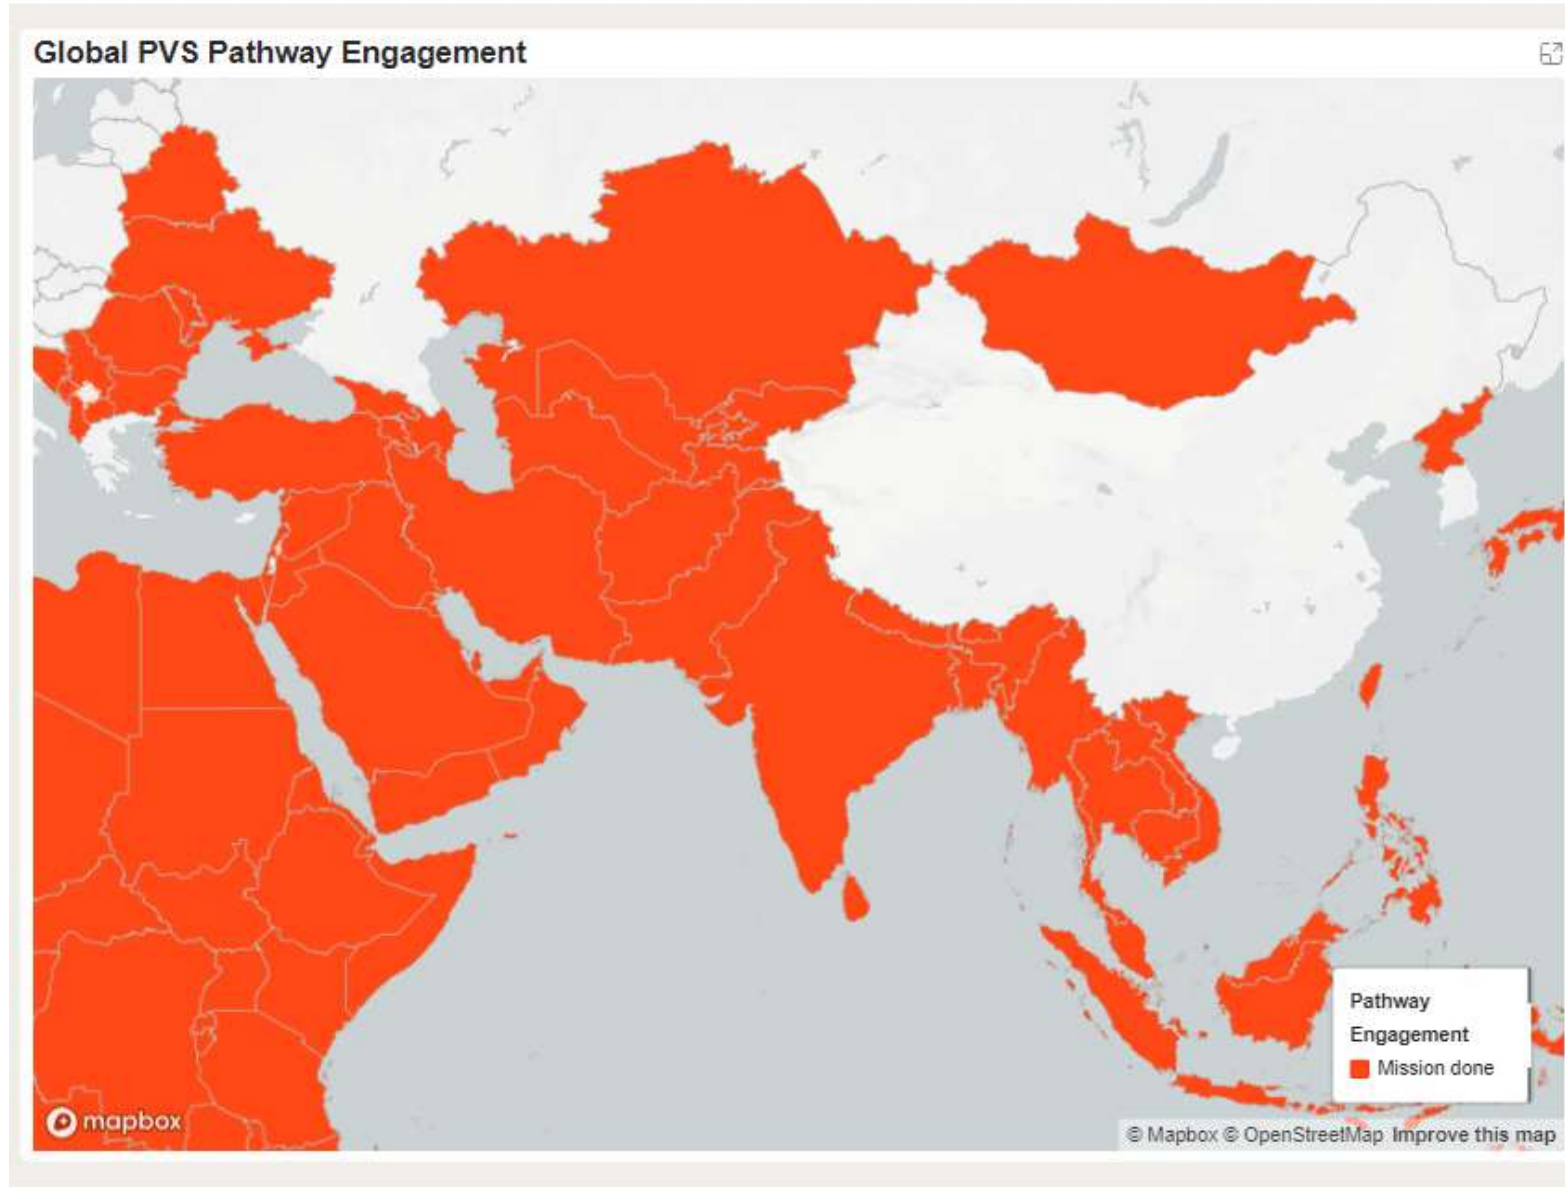 Global PVS Pathway Engagement
Pathway
Engagement
Mission done
mapbox
© Mapbox © OpenStreetMap Improve this map